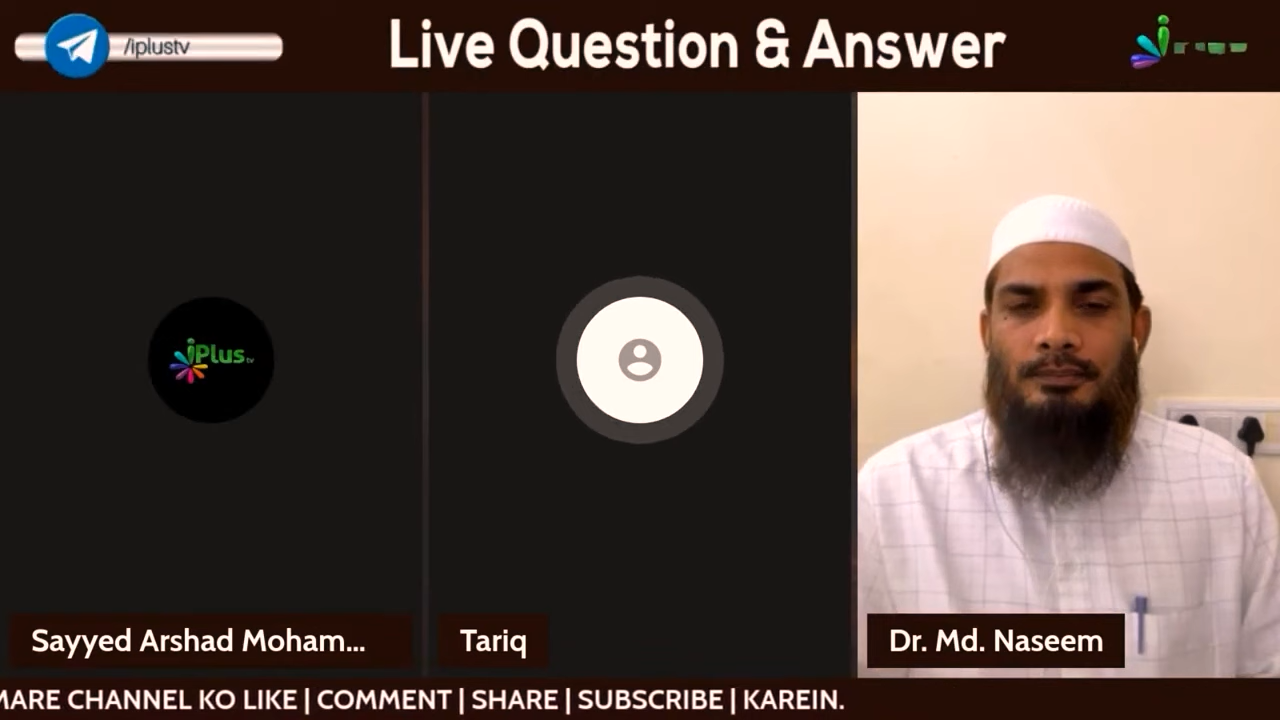 /iplustv
Live Question & Answer
iPlus tv
Sayyed Arshad Moham...
Tariq
Dr. Md. Naseem
MARE CHANNEL KO LIKE | COMMENT | SHARE | SUBSCRIBE | KAREIN.